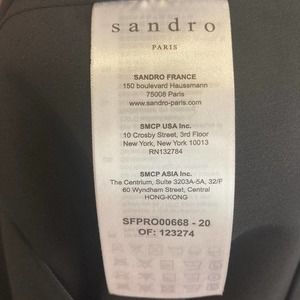 sandro
PARIS
SANDRO FRANCE
150 boulevard Haussmann
75008 Paris
www.sandro-paris.com
SMCP USA Inc.
10 Crosby Street, 3rd Floor
New York, New York 10013
RN132784
SMCP ASIA Inc.
The Centrium, Suite 3203A-5A, 32/F
60 Wyndham Street, Central
HONG-KONG
SFPRO00668 - 20
OF: 123274